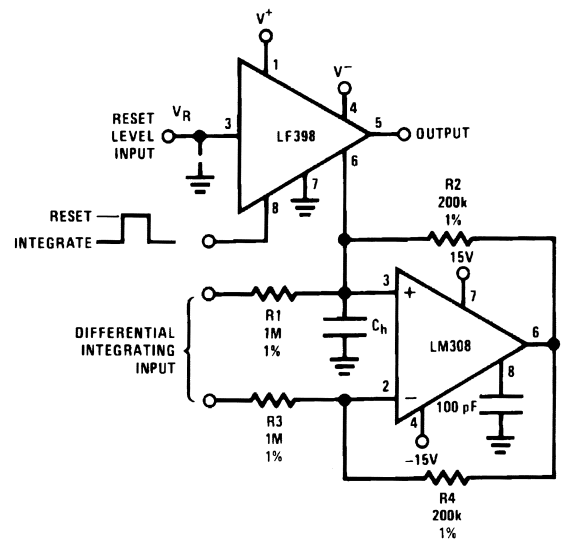 V+
1
V−
4
RESET
LEVEL
INPUT
VR
3
LF398
5
OUTPUT
6
7
8
RESET
INTEGRATE
R2
200k
1%
15V
DIFFERENTIAL
INTEGRATING
INPUT
R1
1M
1%
Ch
3
+
7
LM308
6
2
−
8
100 pF
4
−15V
R3
1M
1%
R4
200k
1%